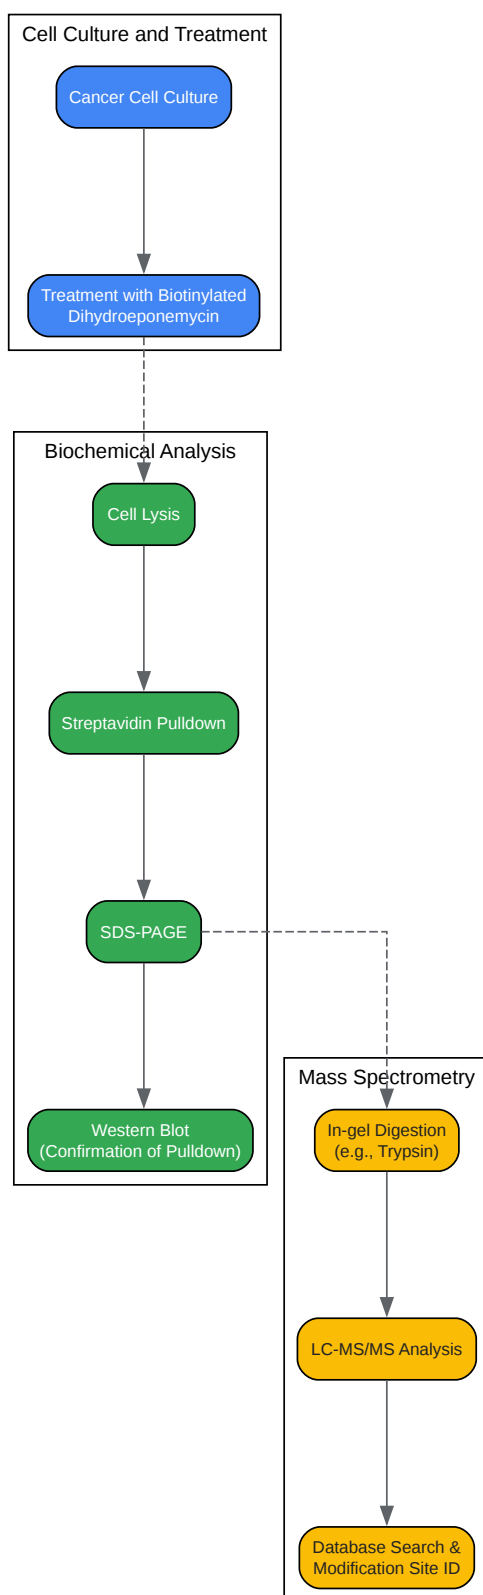 Cell Culture and Treatment
Cancer Cell Culture
Treatment with Biotinylated
Dihydroeponemycin
Biochemical Analysis
Cell Lysis
Streptavidin Pulldown
SDS-PAGE
Western Blot
(Confirmation of Pulldown)
Mass Spectrometry
In-gel Digestion
(e.g., Trypsin)
LC-MS/MS Analysis
Database Search &
Modification Site ID